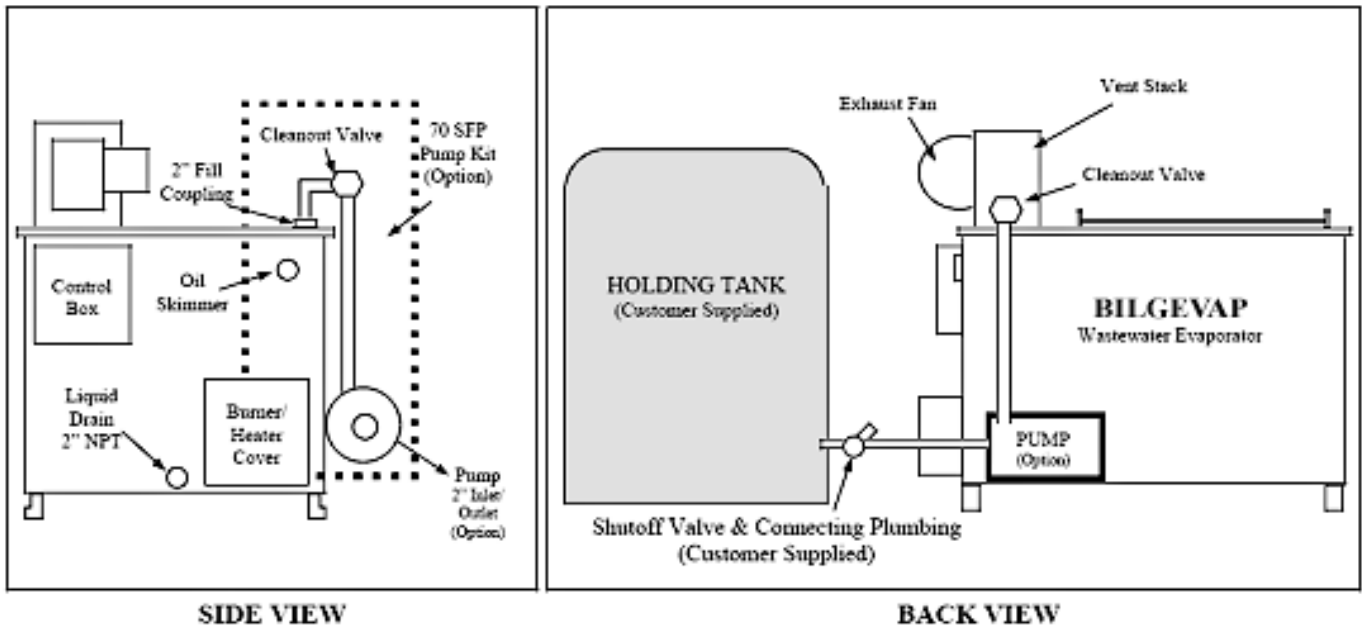 Cleanout Valve
70 SFP
Pump Kit
(Option)
2" Fill
Coupling
Control
Box
Oil
Skimmer
Liquid
Drain
2" NPT
Burner/
Heater
Cover
Pump
2" Inlet/
Outlet
(Option)
SIDE VIEW
Vent Stack
Exhaust Fan
Cleanout Valve
HOLDING TANK
(Customer Supplied)
BILGEVAP
Wastewater Evaporator
PUMP
(Option)
Shutoff Valve & Connecting Plumbing
(Customer Supplied)
BACK VIEW